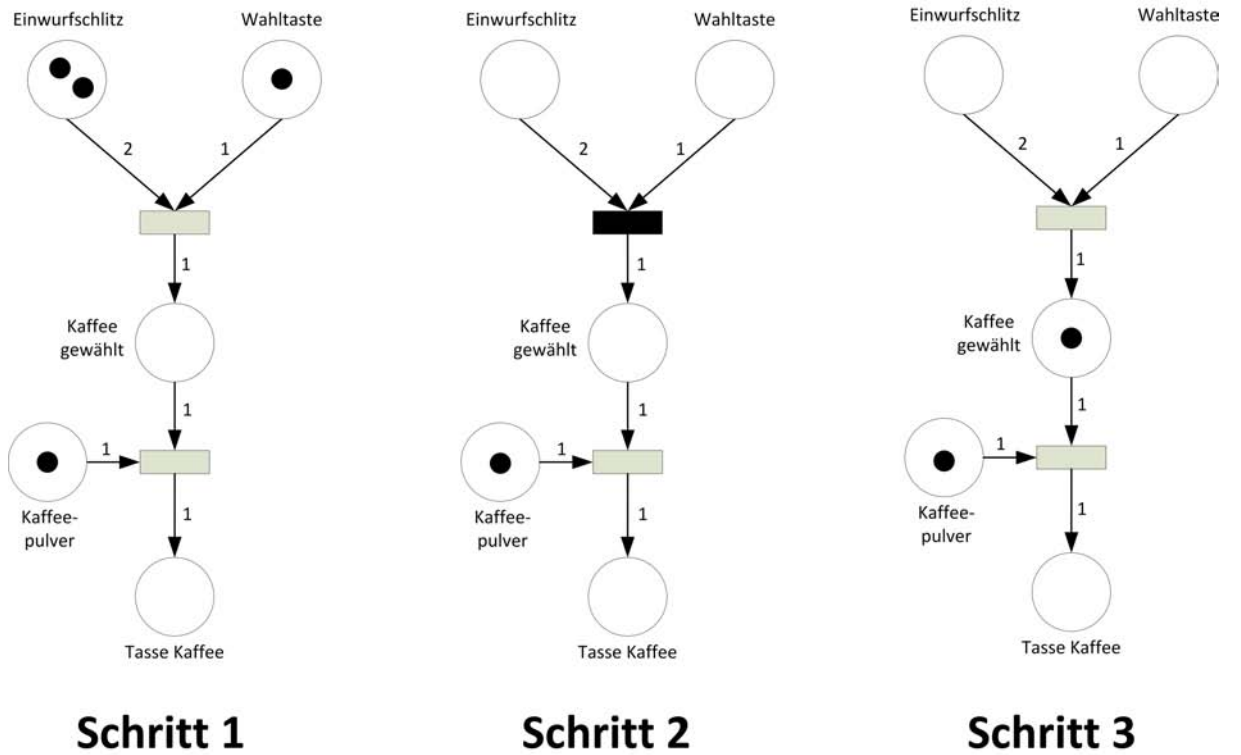 Einwurfschlitz
Wahltaste
2
1
1
Kaffee
gewählt
1
1
Kaffee-
pulver
1
Tasse Kaffee
Schritt 1
Einwurfschlitz
Wahltaste
2
1
1
Kaffee
gewählt
1
1
Kaffee-
pulver
1
Tasse Kaffee
Schritt 2
Einwurfschlitz
Wahltaste
2
1
1
Kaffee
gewählt
1
1
Kaffee-
pulver
1
Tasse Kaffee
Schritt 3